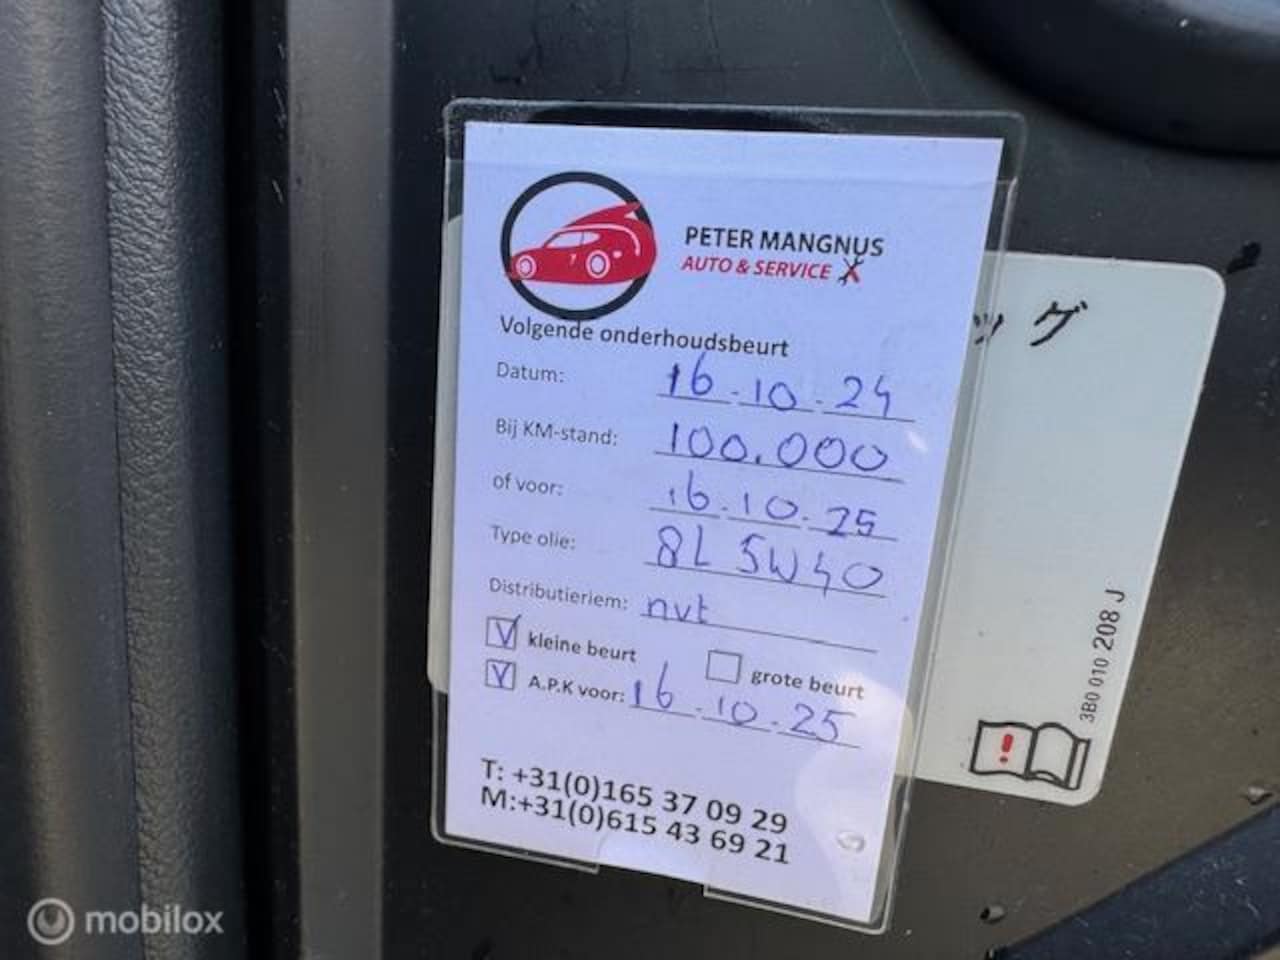 PETER MANGNUS
AUTO & SERVICE
Volgende onderhoudsbeurt
Datum: 16.10.24
Bij KM-stand: 100.000
of voor: 16.10.25
Type olie: 8L 5W40
Distributieriem: nvt
V kleine beurt grote beurt
V A.P.K voor: 16.10.25
T: +31(0)165 37 09 29
M:+31(0)615 43 69 21
3B0 010 208 J
mobilox